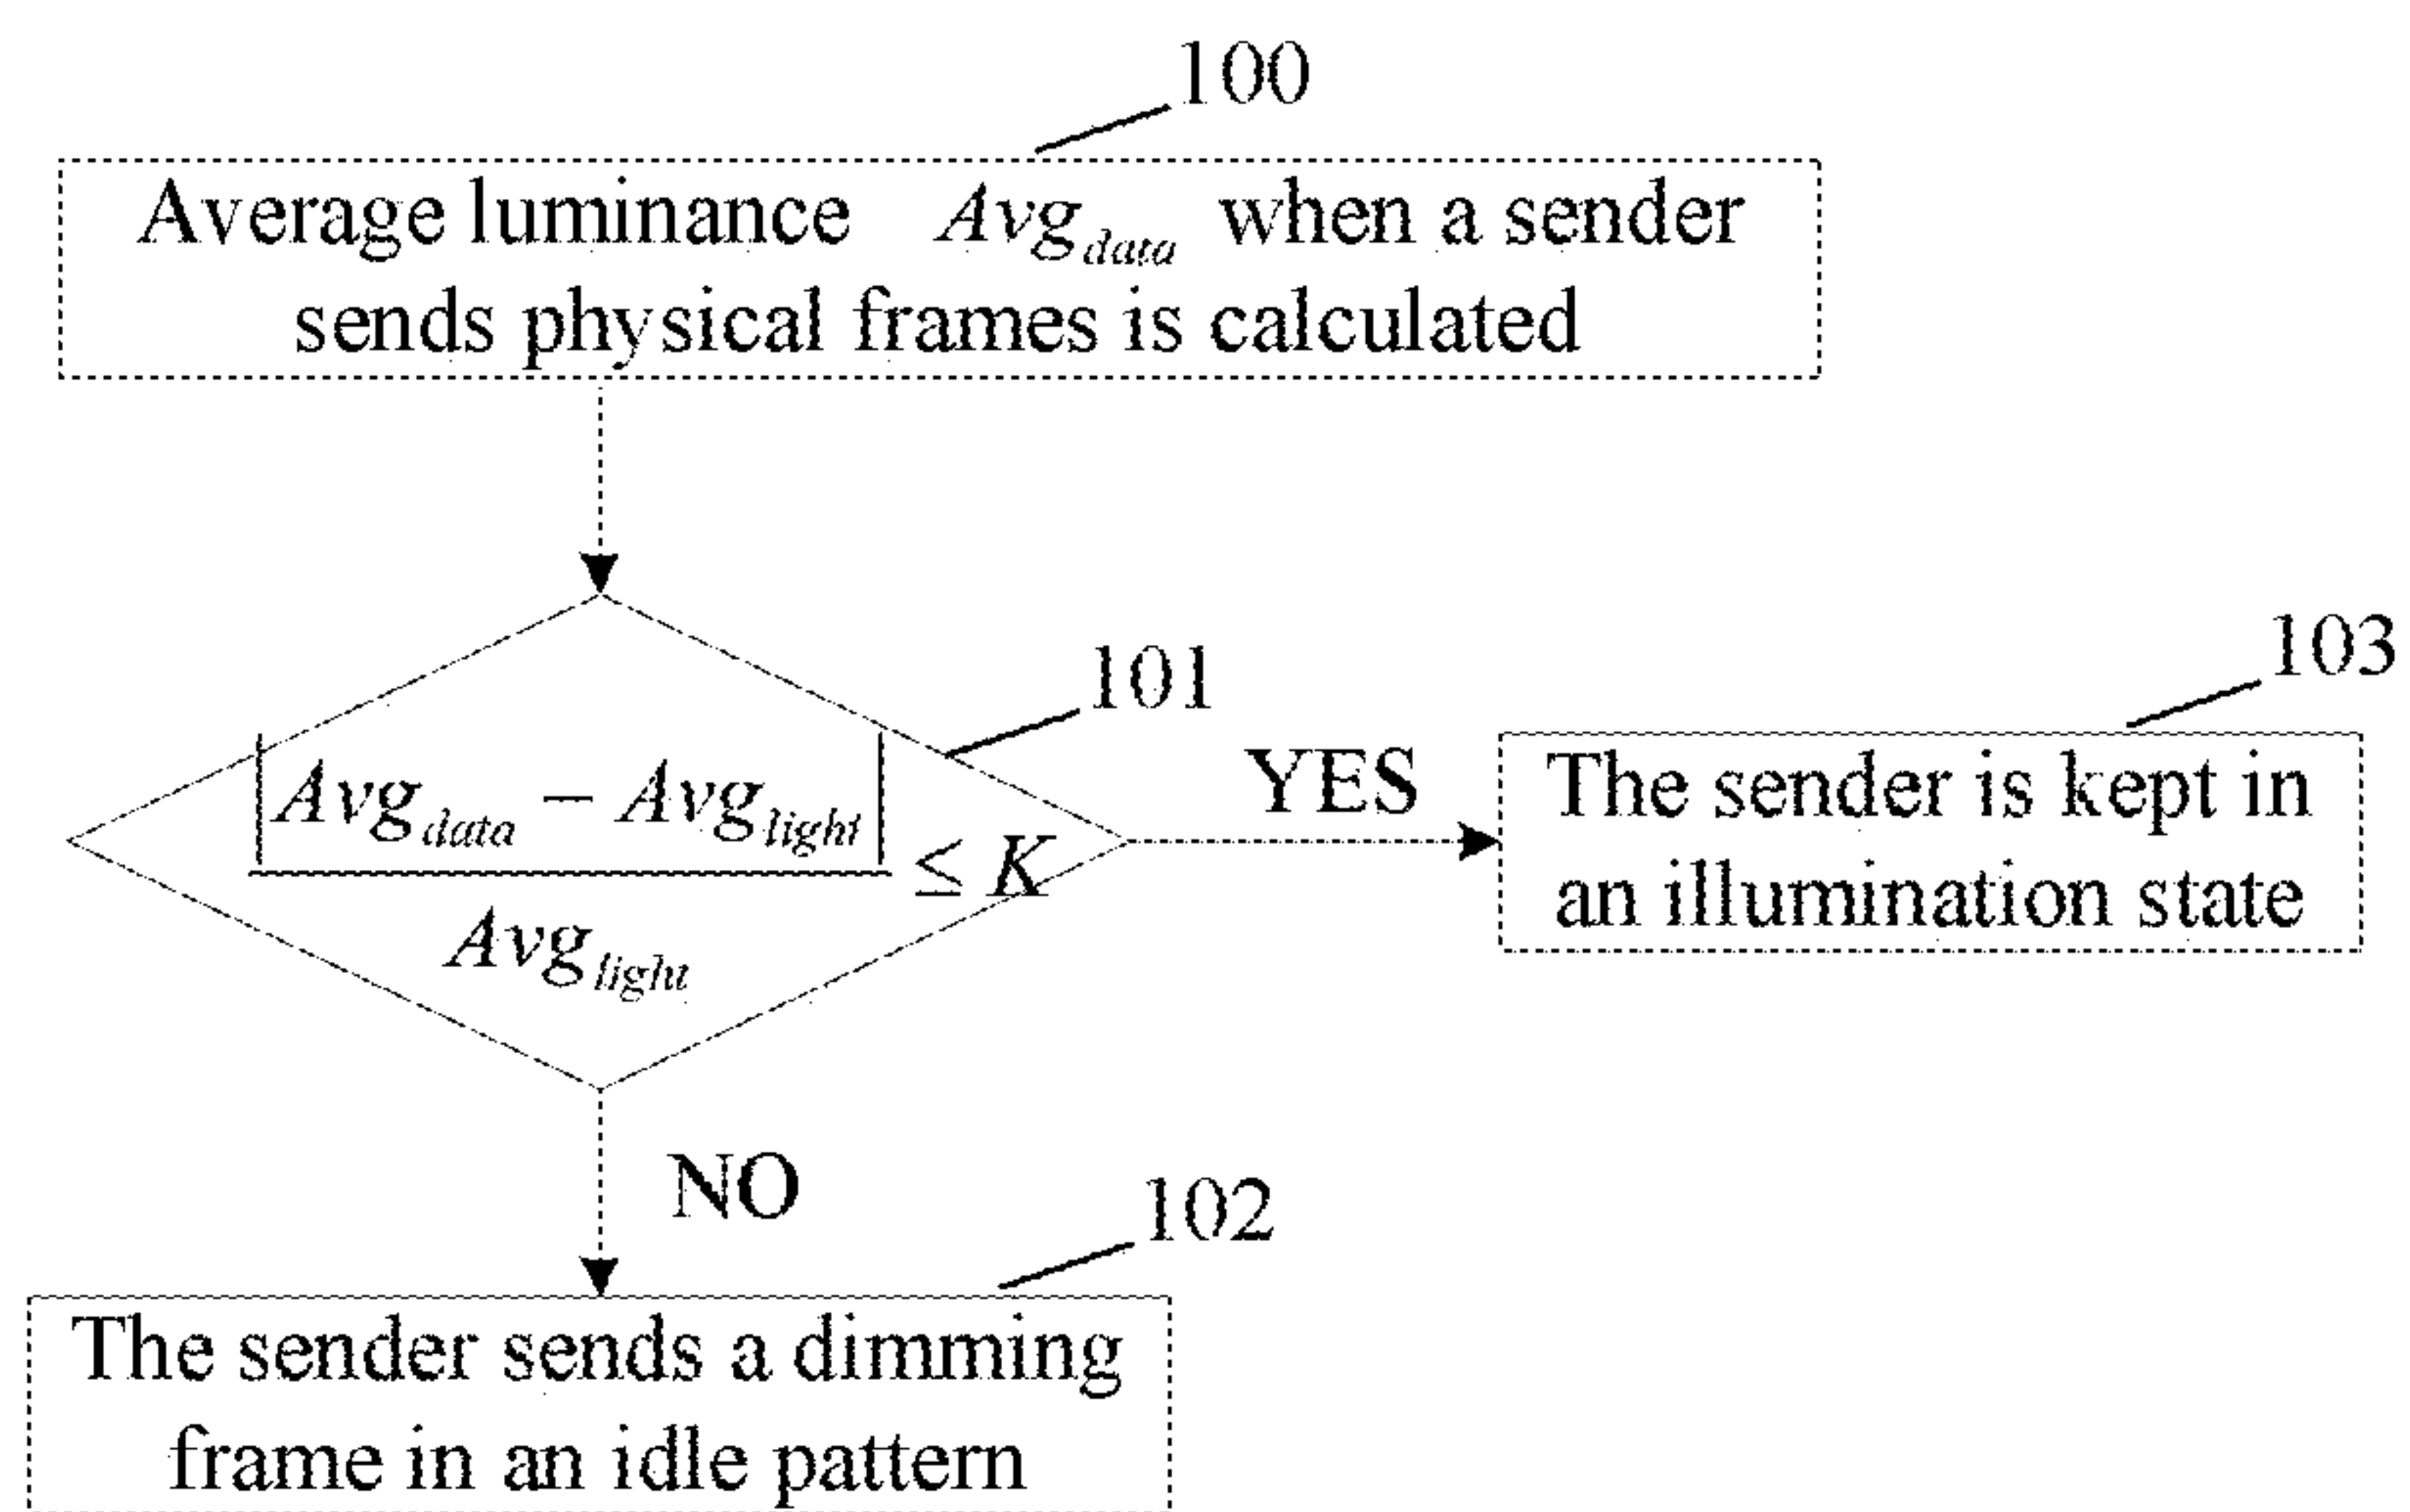 100
Average luminance Avg_data when a sender
sends physical frames is calculated
101
103
|Avg_data − Avg_light|
≤ K
Avg_light
YES
The sender is kept in
an illumination state
NO
102
The sender sends a dimming
frame in an idle pattern